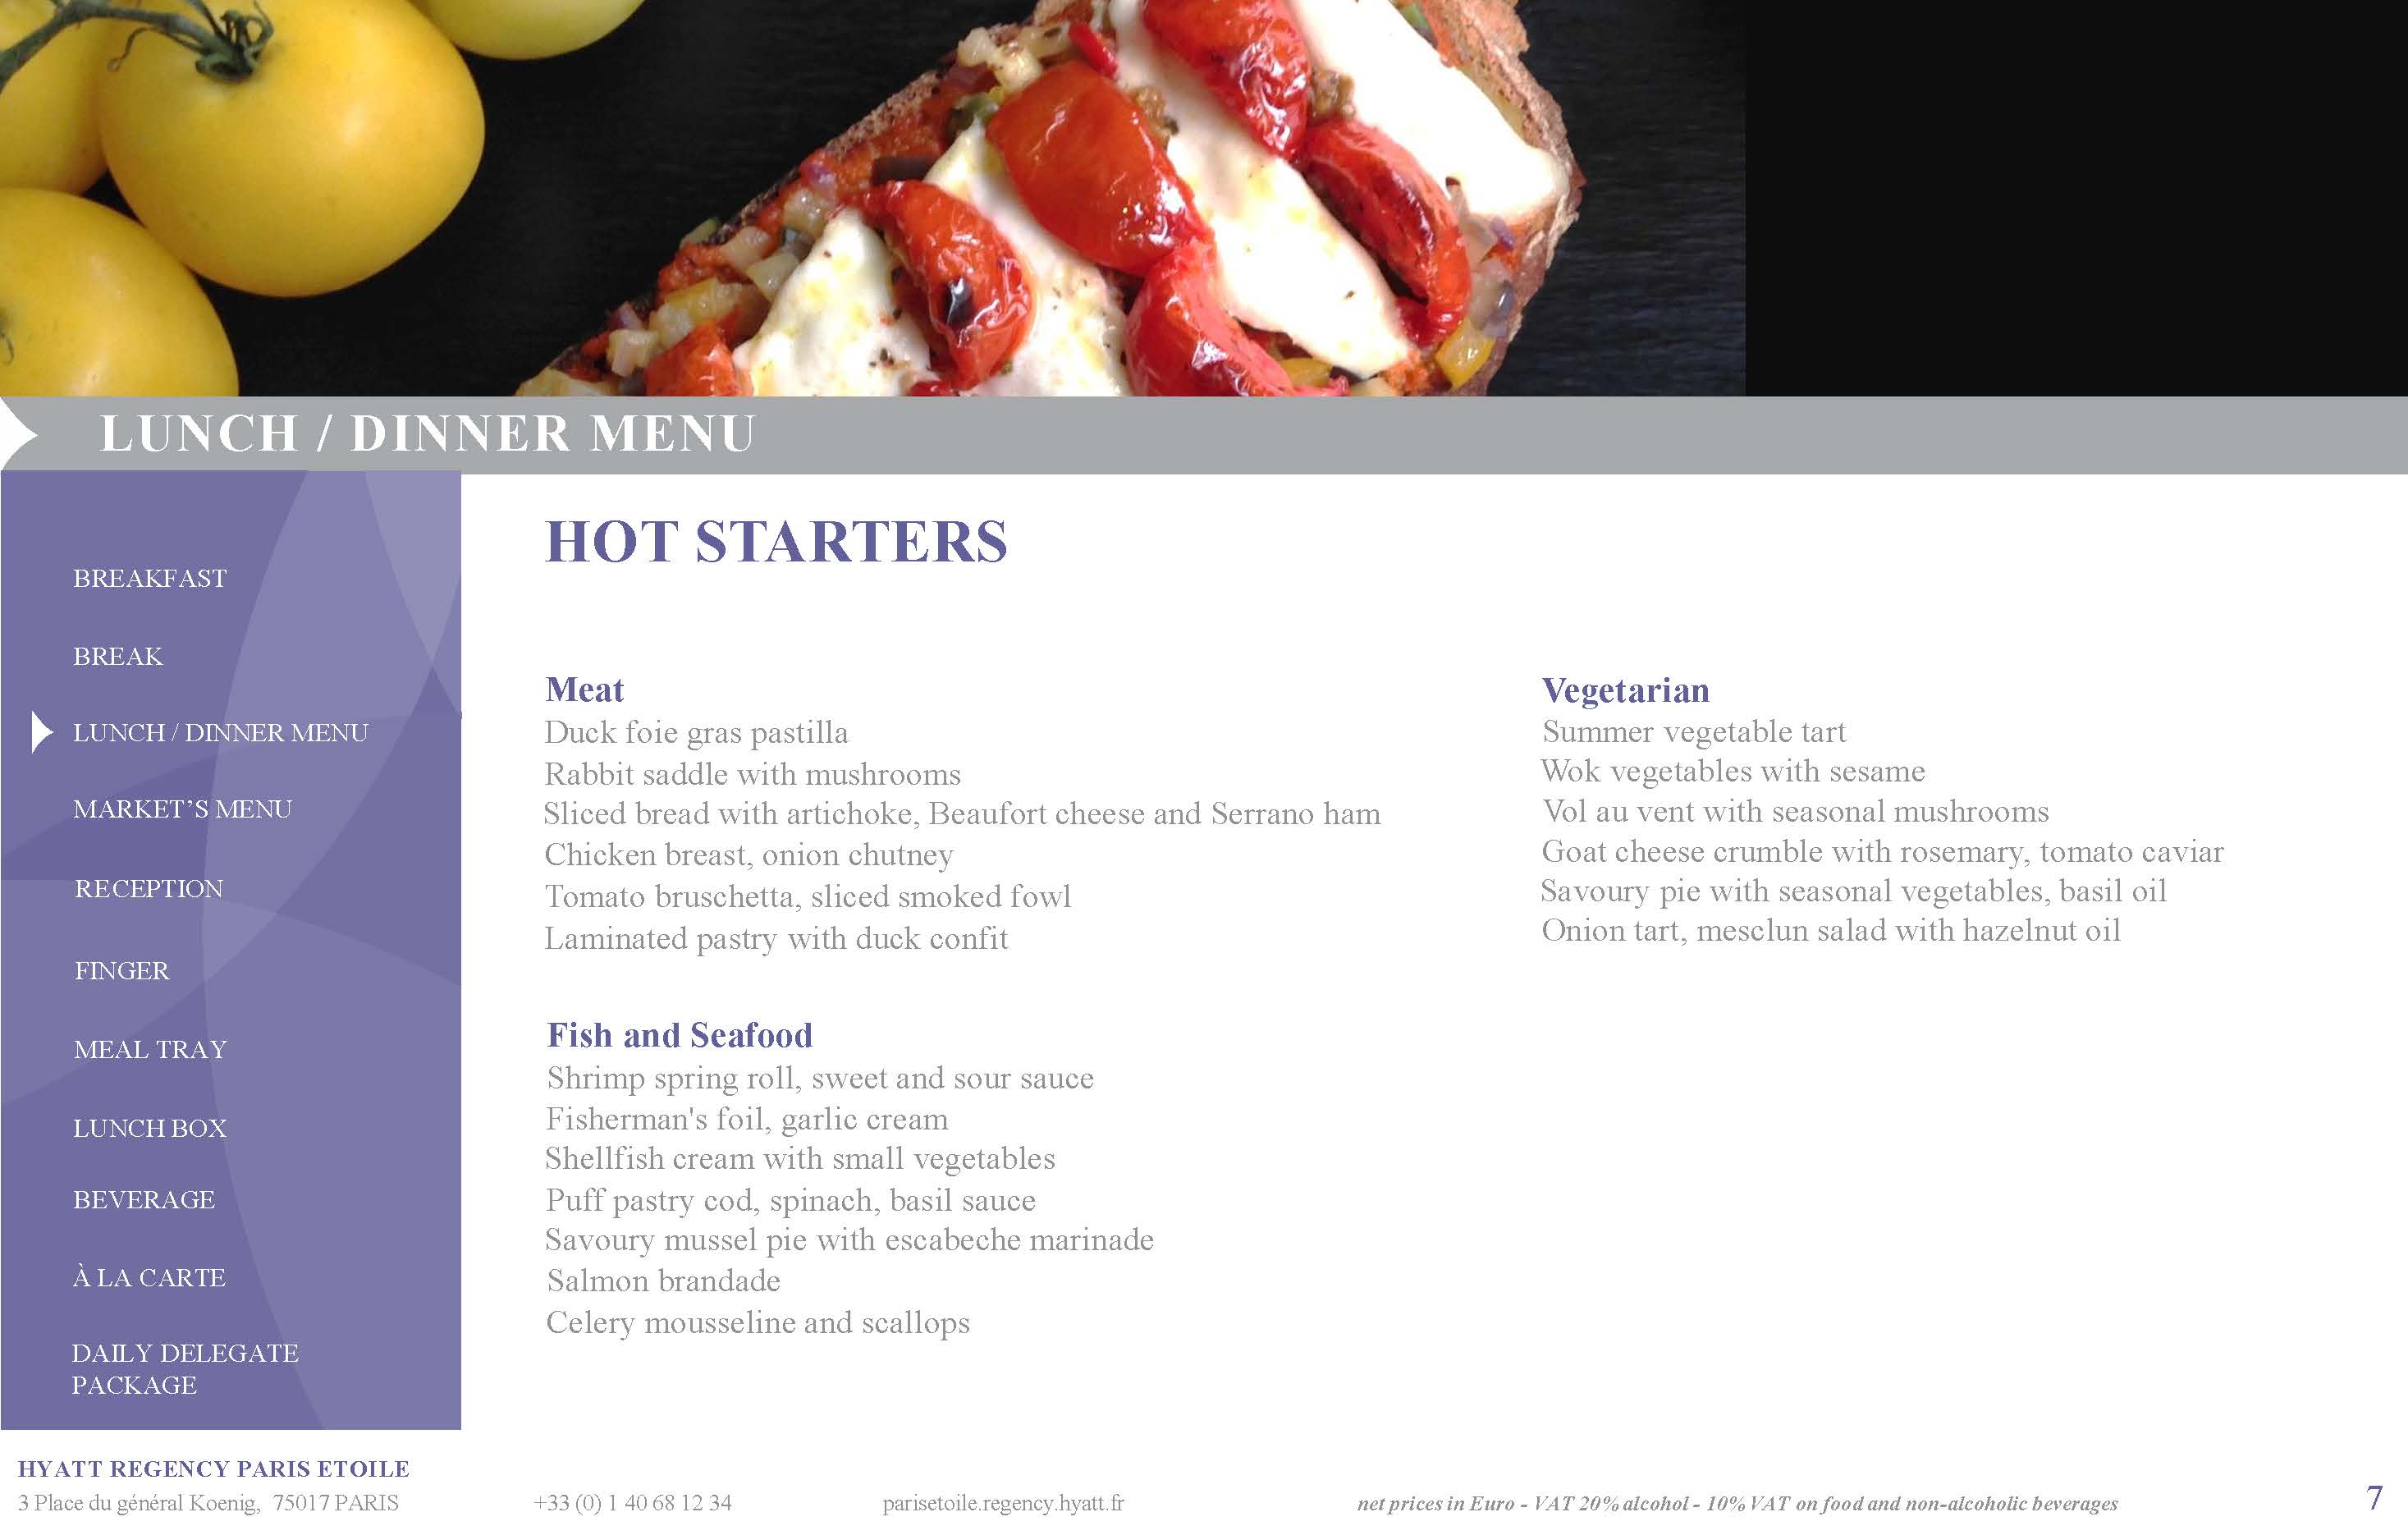 LUNCH / DINNER MENU
BREAKFAST
BREAK
LUNCH / DINNER MENU
MARKET’S MENU
RECEPTION
FINGER
MEAL TRAY
LUNCH BOX
BEVERAGE
À LA CARTE
DAILY DELEGATE
PACKAGE
HOT STARTERS
Meat
Duck foie gras pastilla
Rabbit saddle with mushrooms
Sliced bread with artichoke, Beaufort cheese and Serrano ham
Chicken breast, onion chutney
Tomato bruschetta, sliced smoked fowl
Laminated pastry with duck confit
Fish and Seafood
Shrimp spring roll, sweet and sour sauce
Fisherman's foil, garlic cream
Shellfish cream with small vegetables
Puff pastry cod, spinach, basil sauce
Savoury mussel pie with escabeche marinade
Salmon brandade
Celery mousseline and scallops
Vegetarian
Summer vegetable tart
Wok vegetables with sesame
Vol au vent with seasonal mushrooms
Goat cheese crumble with rosemary, tomato caviar
Savoury pie with seasonal vegetables, basil oil
Onion tart, mesclun salad with hazelnut oil
HYATT REGENCY PARIS ETOILE
3 Place du général Koenig, 75017 PARIS
+33 (0) 1 40 68 12 34
parisetoile.regency.hyatt.fr
net prices in Euro - VAT 20% alcohol - 10% VAT on food and non-alcoholic beverages
7